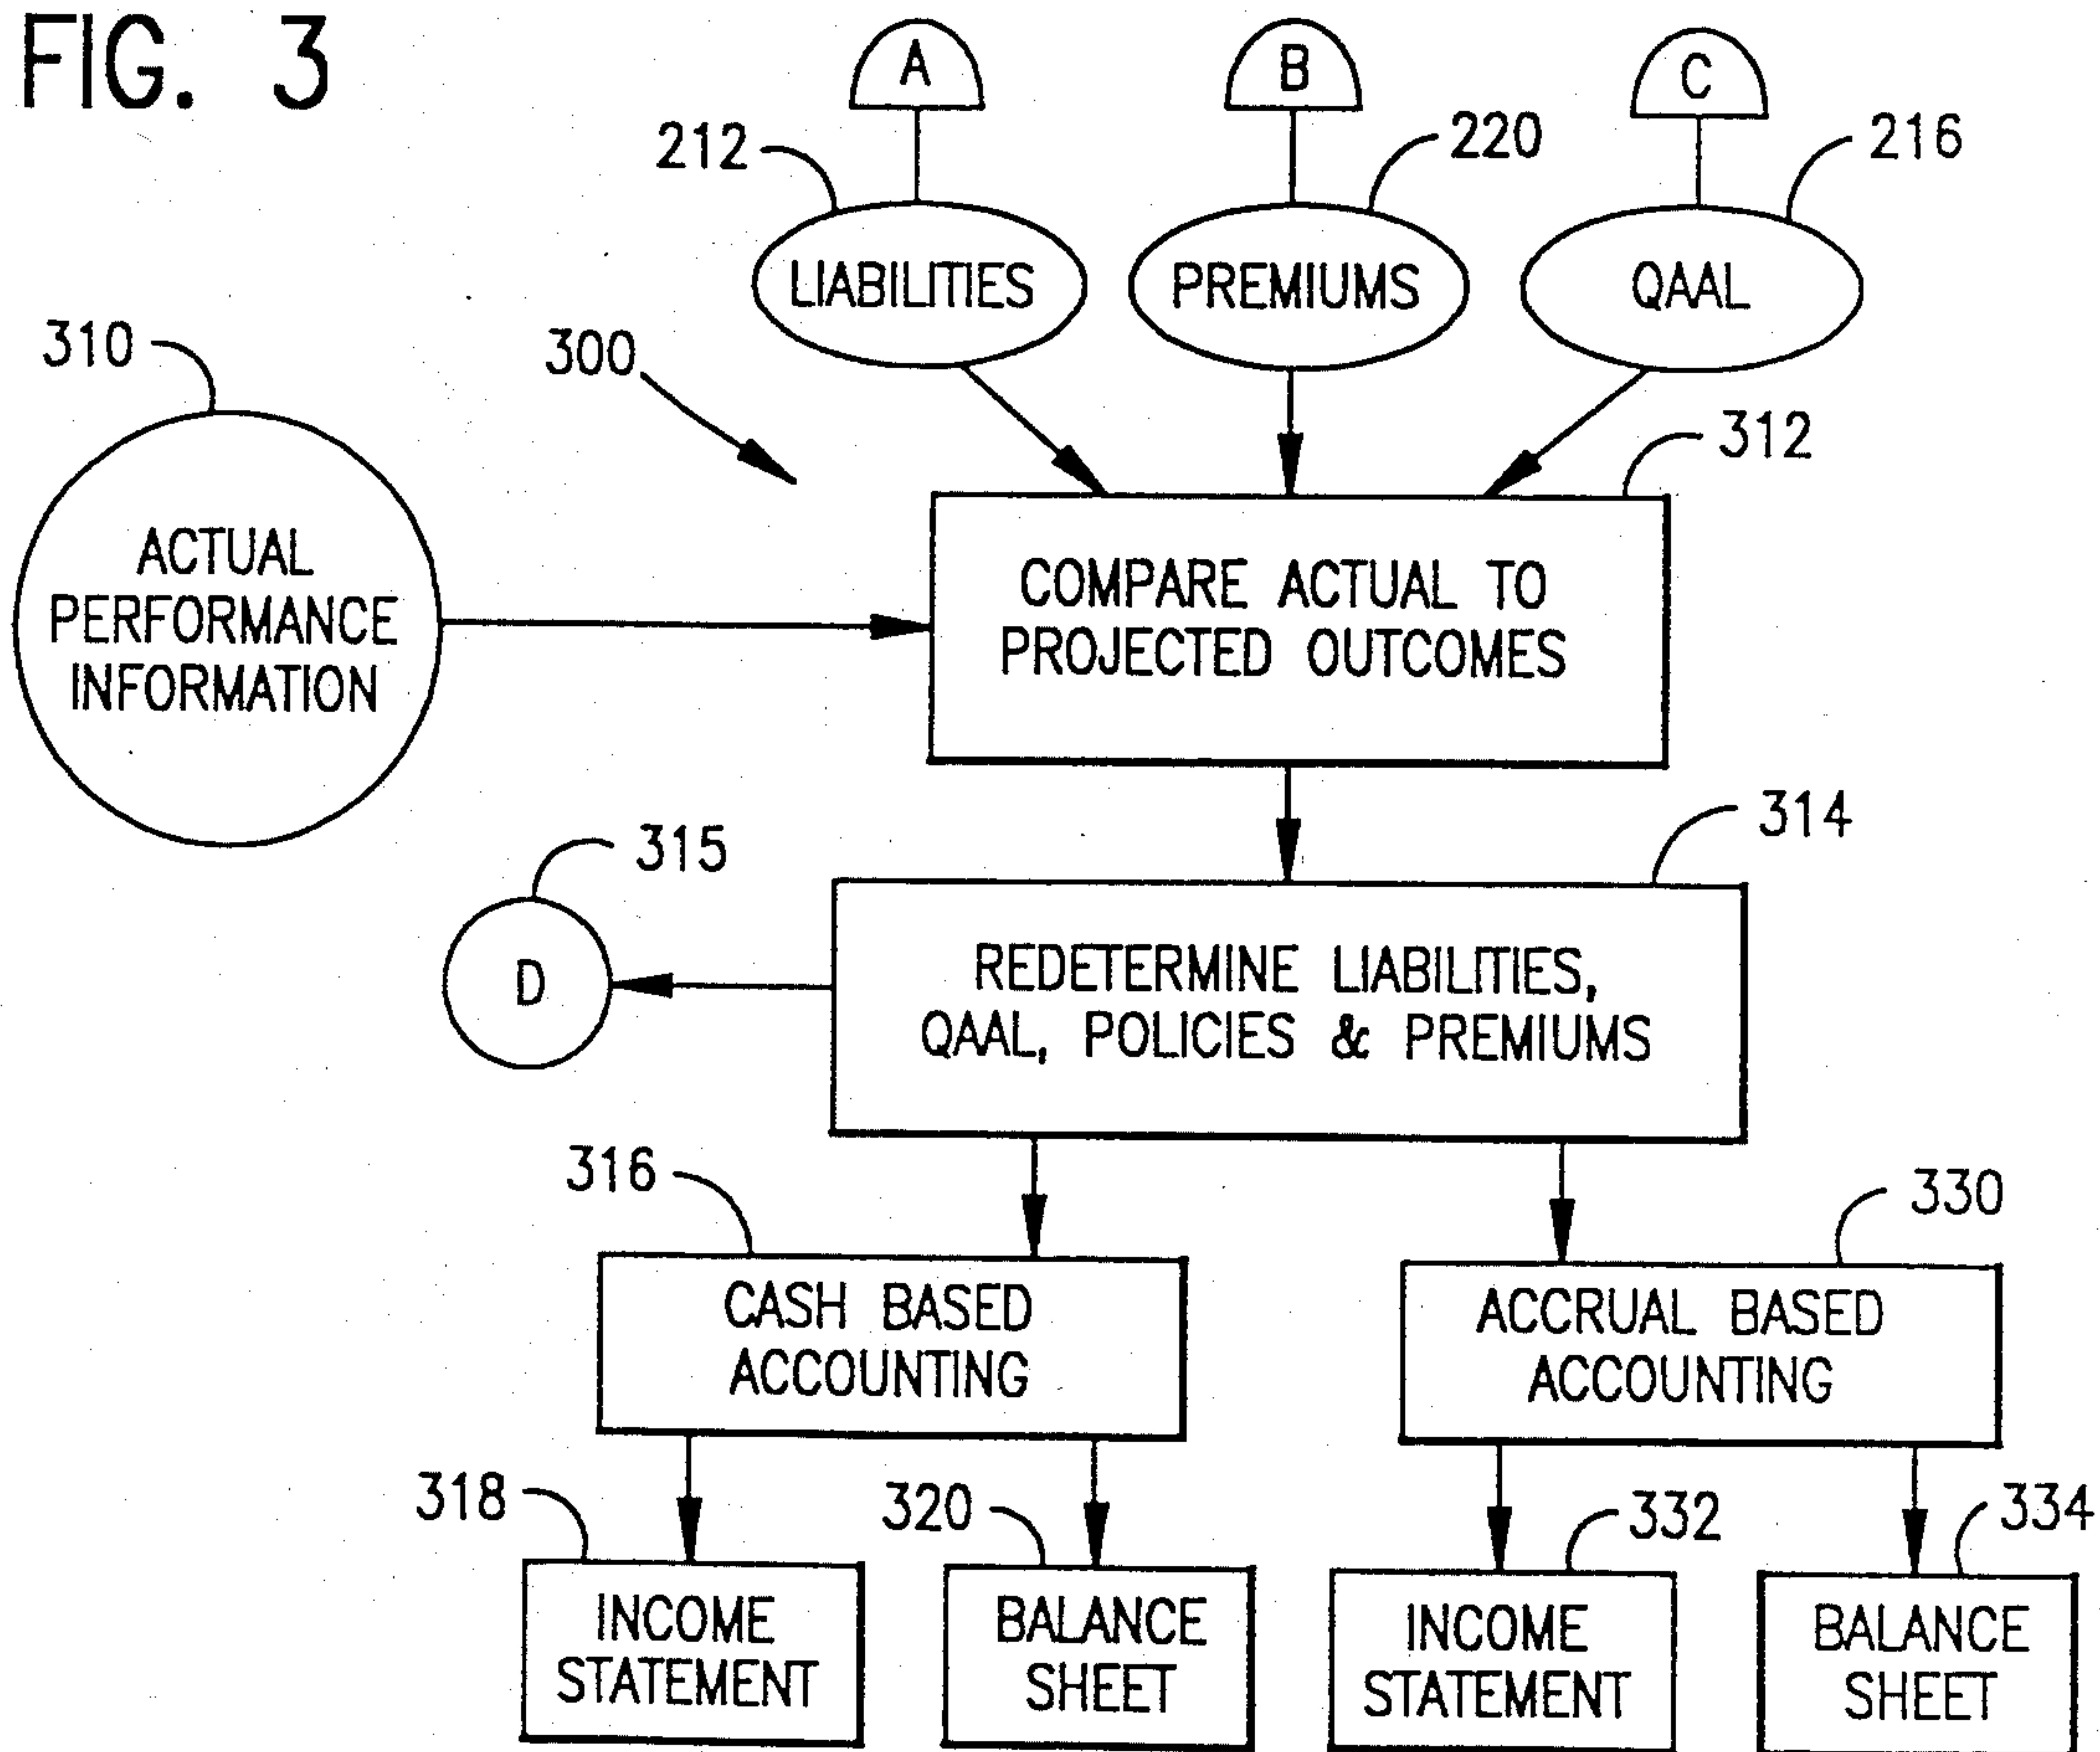 FIG. 3
A
B
C
212
220
216
LIABILITIES
PREMIUMS
QAAL
310
300
312
ACTUAL
PERFORMANCE
INFORMATION
COMPARE ACTUAL TO
PROJECTED OUTCOMES
314
315
D
REDETERMINE LIABILITIES,
QAAL, POLICIES & PREMIUMS
316
330
CASH BASED
ACCOUNTING
ACCRUAL BASED
ACCOUNTING
318
320
332
334
INCOME
STATEMENT
BALANCE
SHEET
INCOME
STATEMENT
BALANCE
SHEET